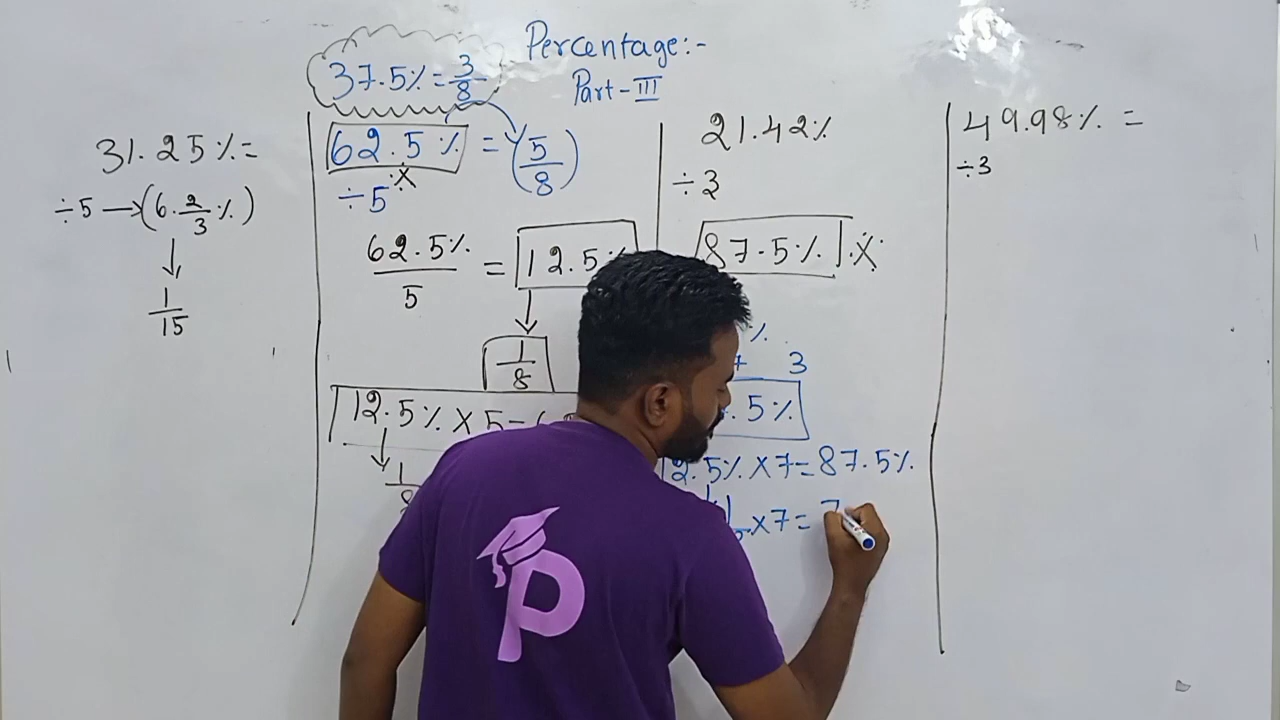 Percentage:-
Part-III
37.5% = 3/8
31.25% =
÷5 → (6.2/3%)
↓
1/15
62.5% = (5/8)
÷5 X
62.5%/5 = 12.5%
↓
1/8
12.5% X 5 =
↓
1/8
21.42%
÷3
87.5% X
%
3
.5%
12.5% X 7 = 87.5%
1 X 7 = 7
49.98% =
÷3
P